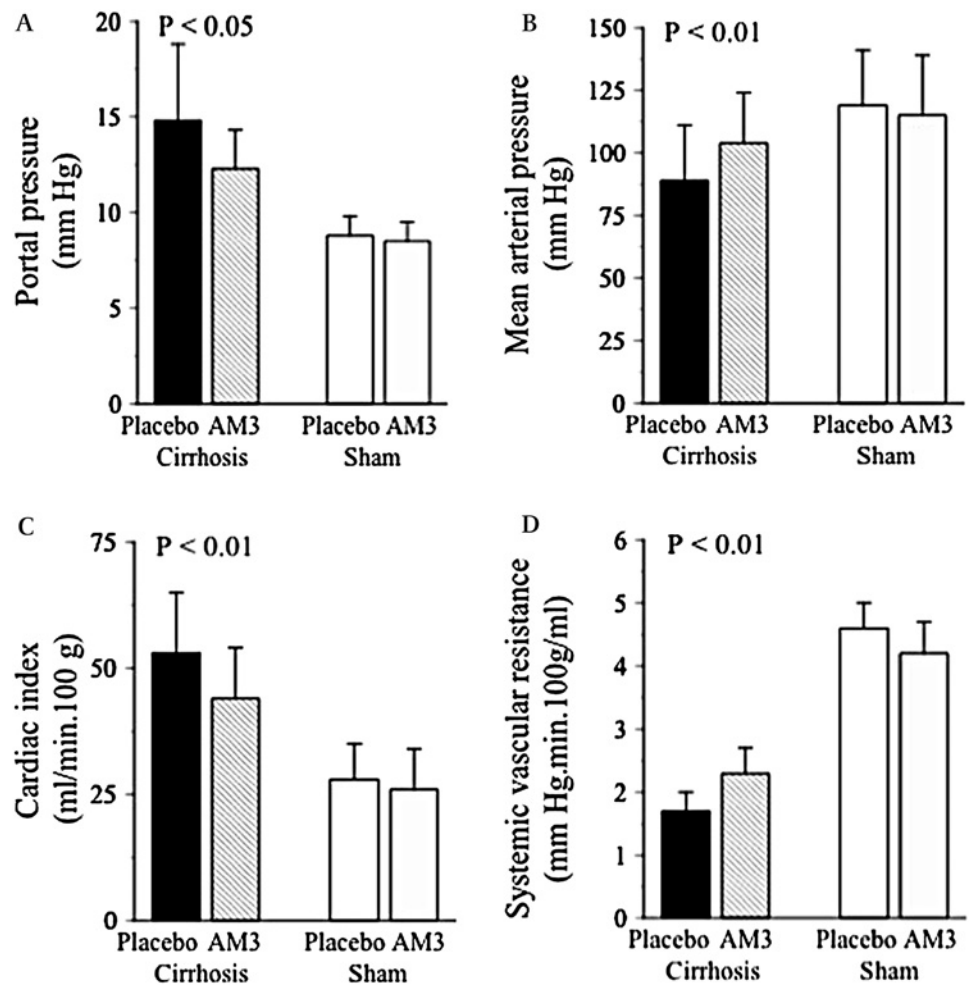 A
P < 0.05
Portal pressure
(mm Hg)
20
15
10
5
0
Placebo AM3 Placebo AM3
Cirrhosis Sham
B
P < 0.01
Mean arterial pressure
(mm Hg)
150
125
100
75
50
25
0
Placebo AM3 Placebo AM3
Cirrhosis Sham
C
P < 0.01
Cardiac index
(ml/min.100 g)
75
50
25
0
Placebo AM3 Placebo AM3
Cirrhosis Sham
D
P < 0.01
Systemic vascular resistance
(mm Hg.min.100g/ml)
6
5
4
3
2
1
0
Placebo AM3 Placebo AM3
Cirrhosis Sham